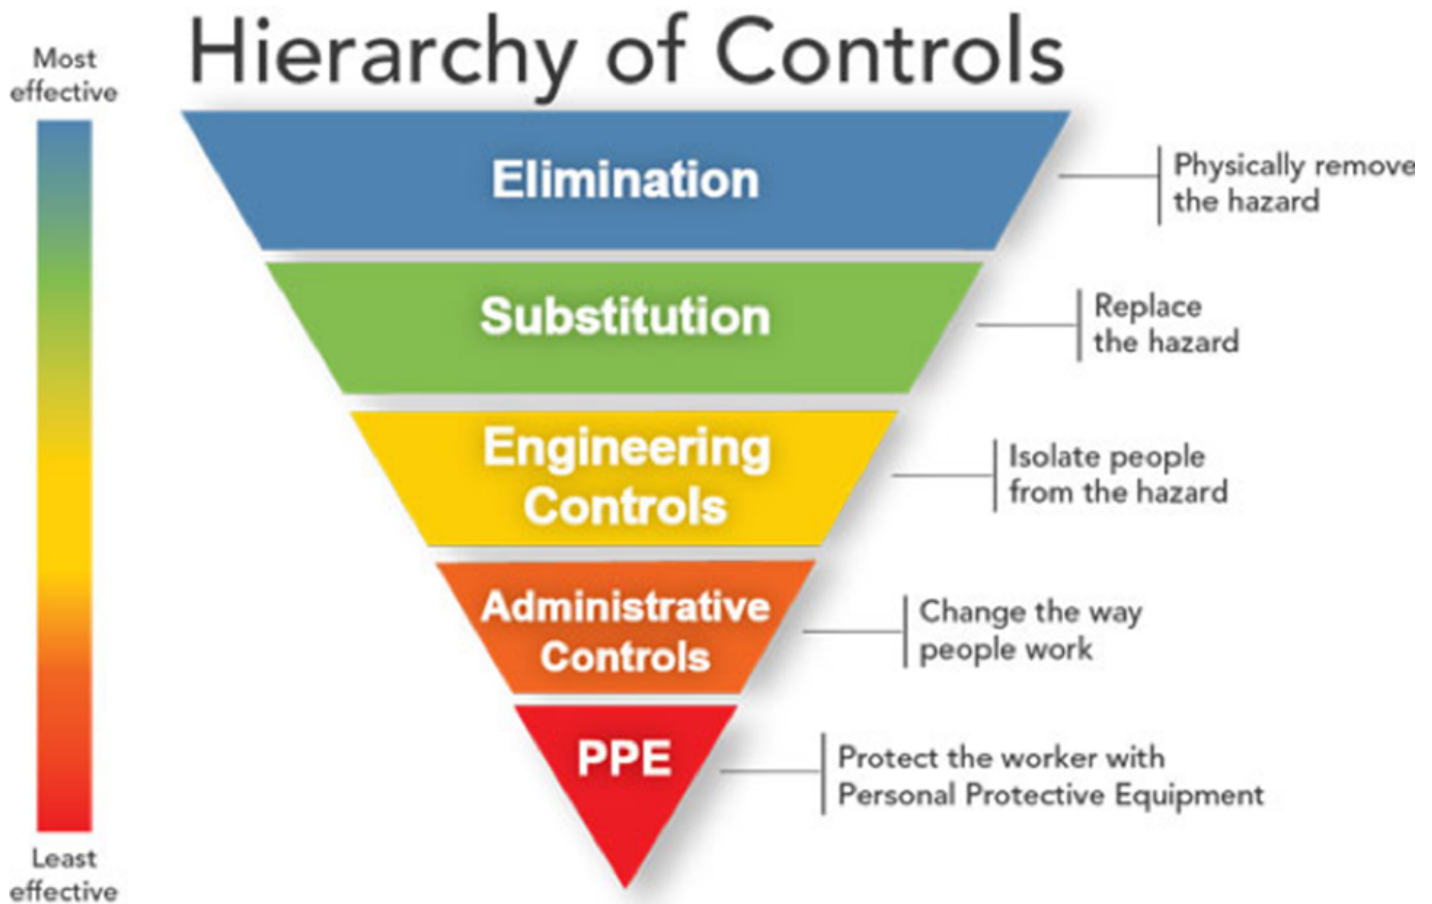 Hierarchy of Controls
Most
effective
Elimination
Physically remove
the hazard
Substitution
Replace
the hazard
Engineering
Controls
Isolate people
from the hazard
Administrative
Controls
Change the way
people work
PPE
Protect the worker with
Personal Protective Equipment
Least
effective